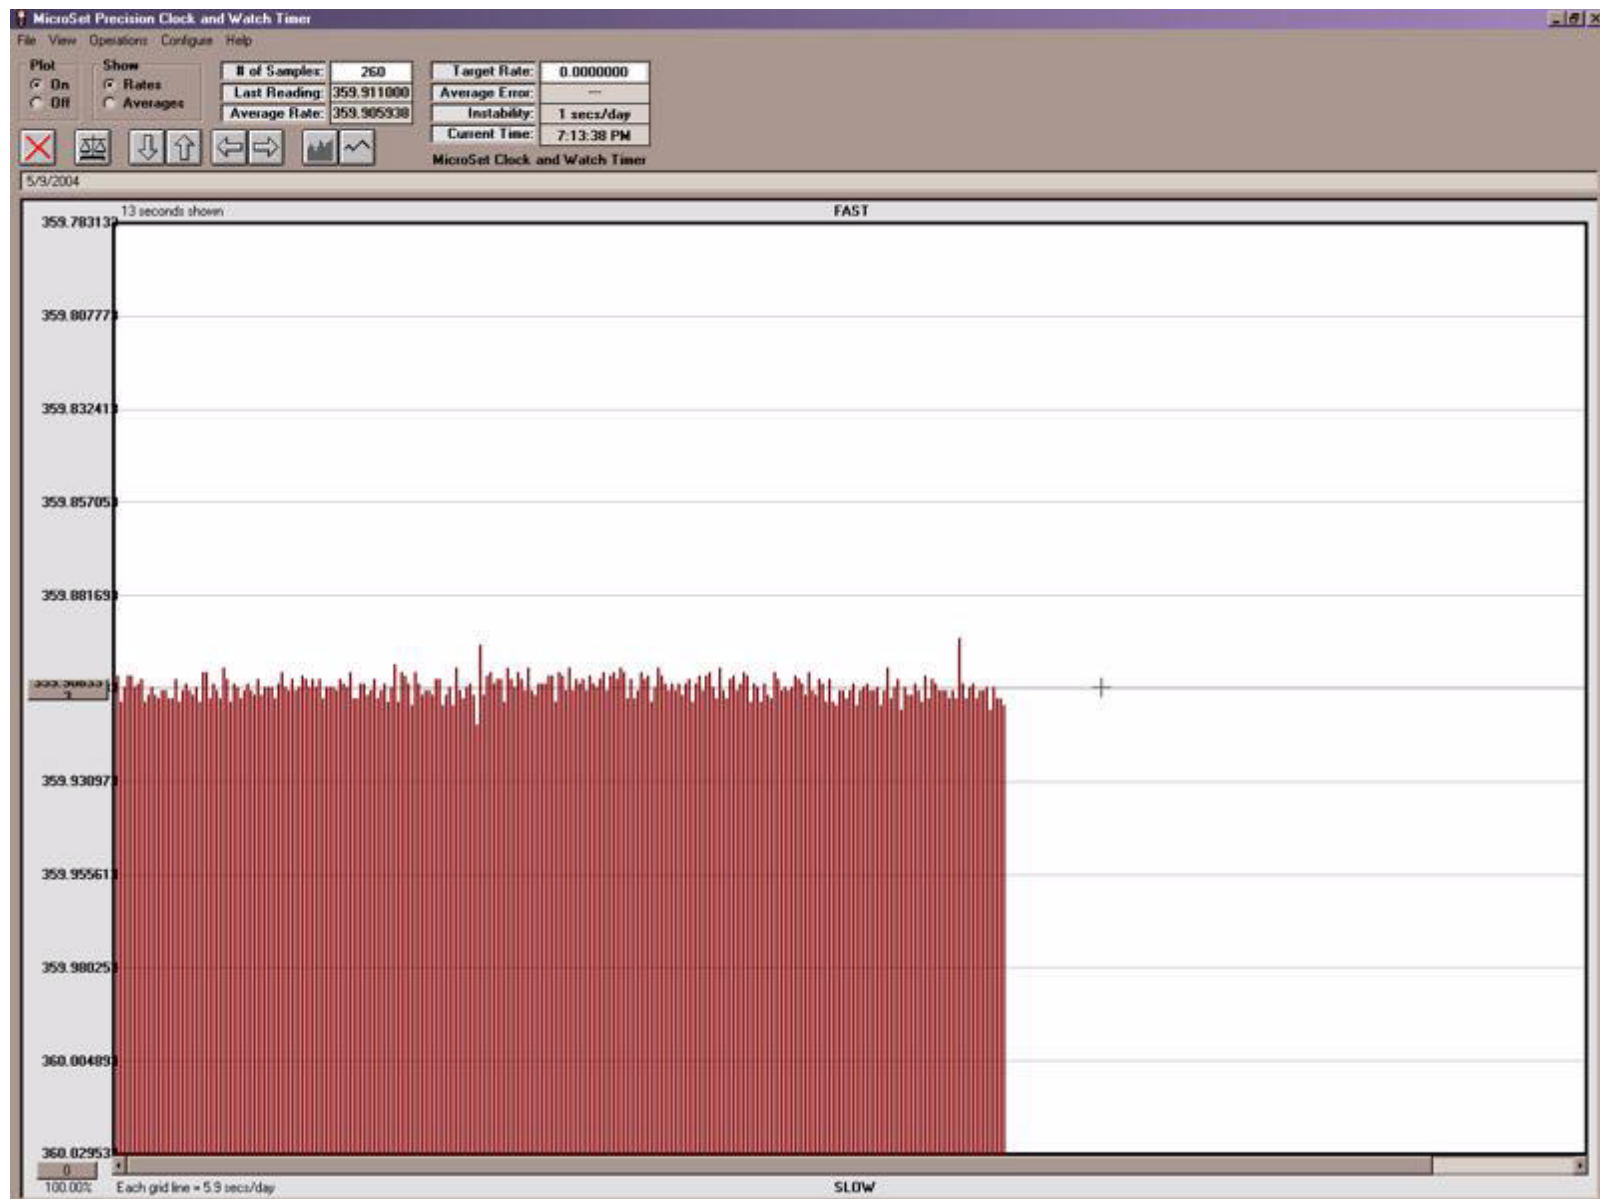 MicroSet Precision Clock and Watch Timer
File View Operations Configure Help
Plot
On
Off
Show
Rates
Averages
# of Samples: 260
Last Reading: 359.911000
Average Rate: 359.905938
Target Rate: 0.0000000
Average Error: ---
Instability: 1 secs/day
Current Time: 7:13:38 PM
MicroSet Clock and Watch Timer
5/9/2004
13 seconds shown
FAST
359.783133
359.807773
359.832413
359.857053
359.881693
359.930973
359.955613
359.980253
360.004893
360.029533
0
100.00% Each grid line = 5.9 secs/day
SLOW